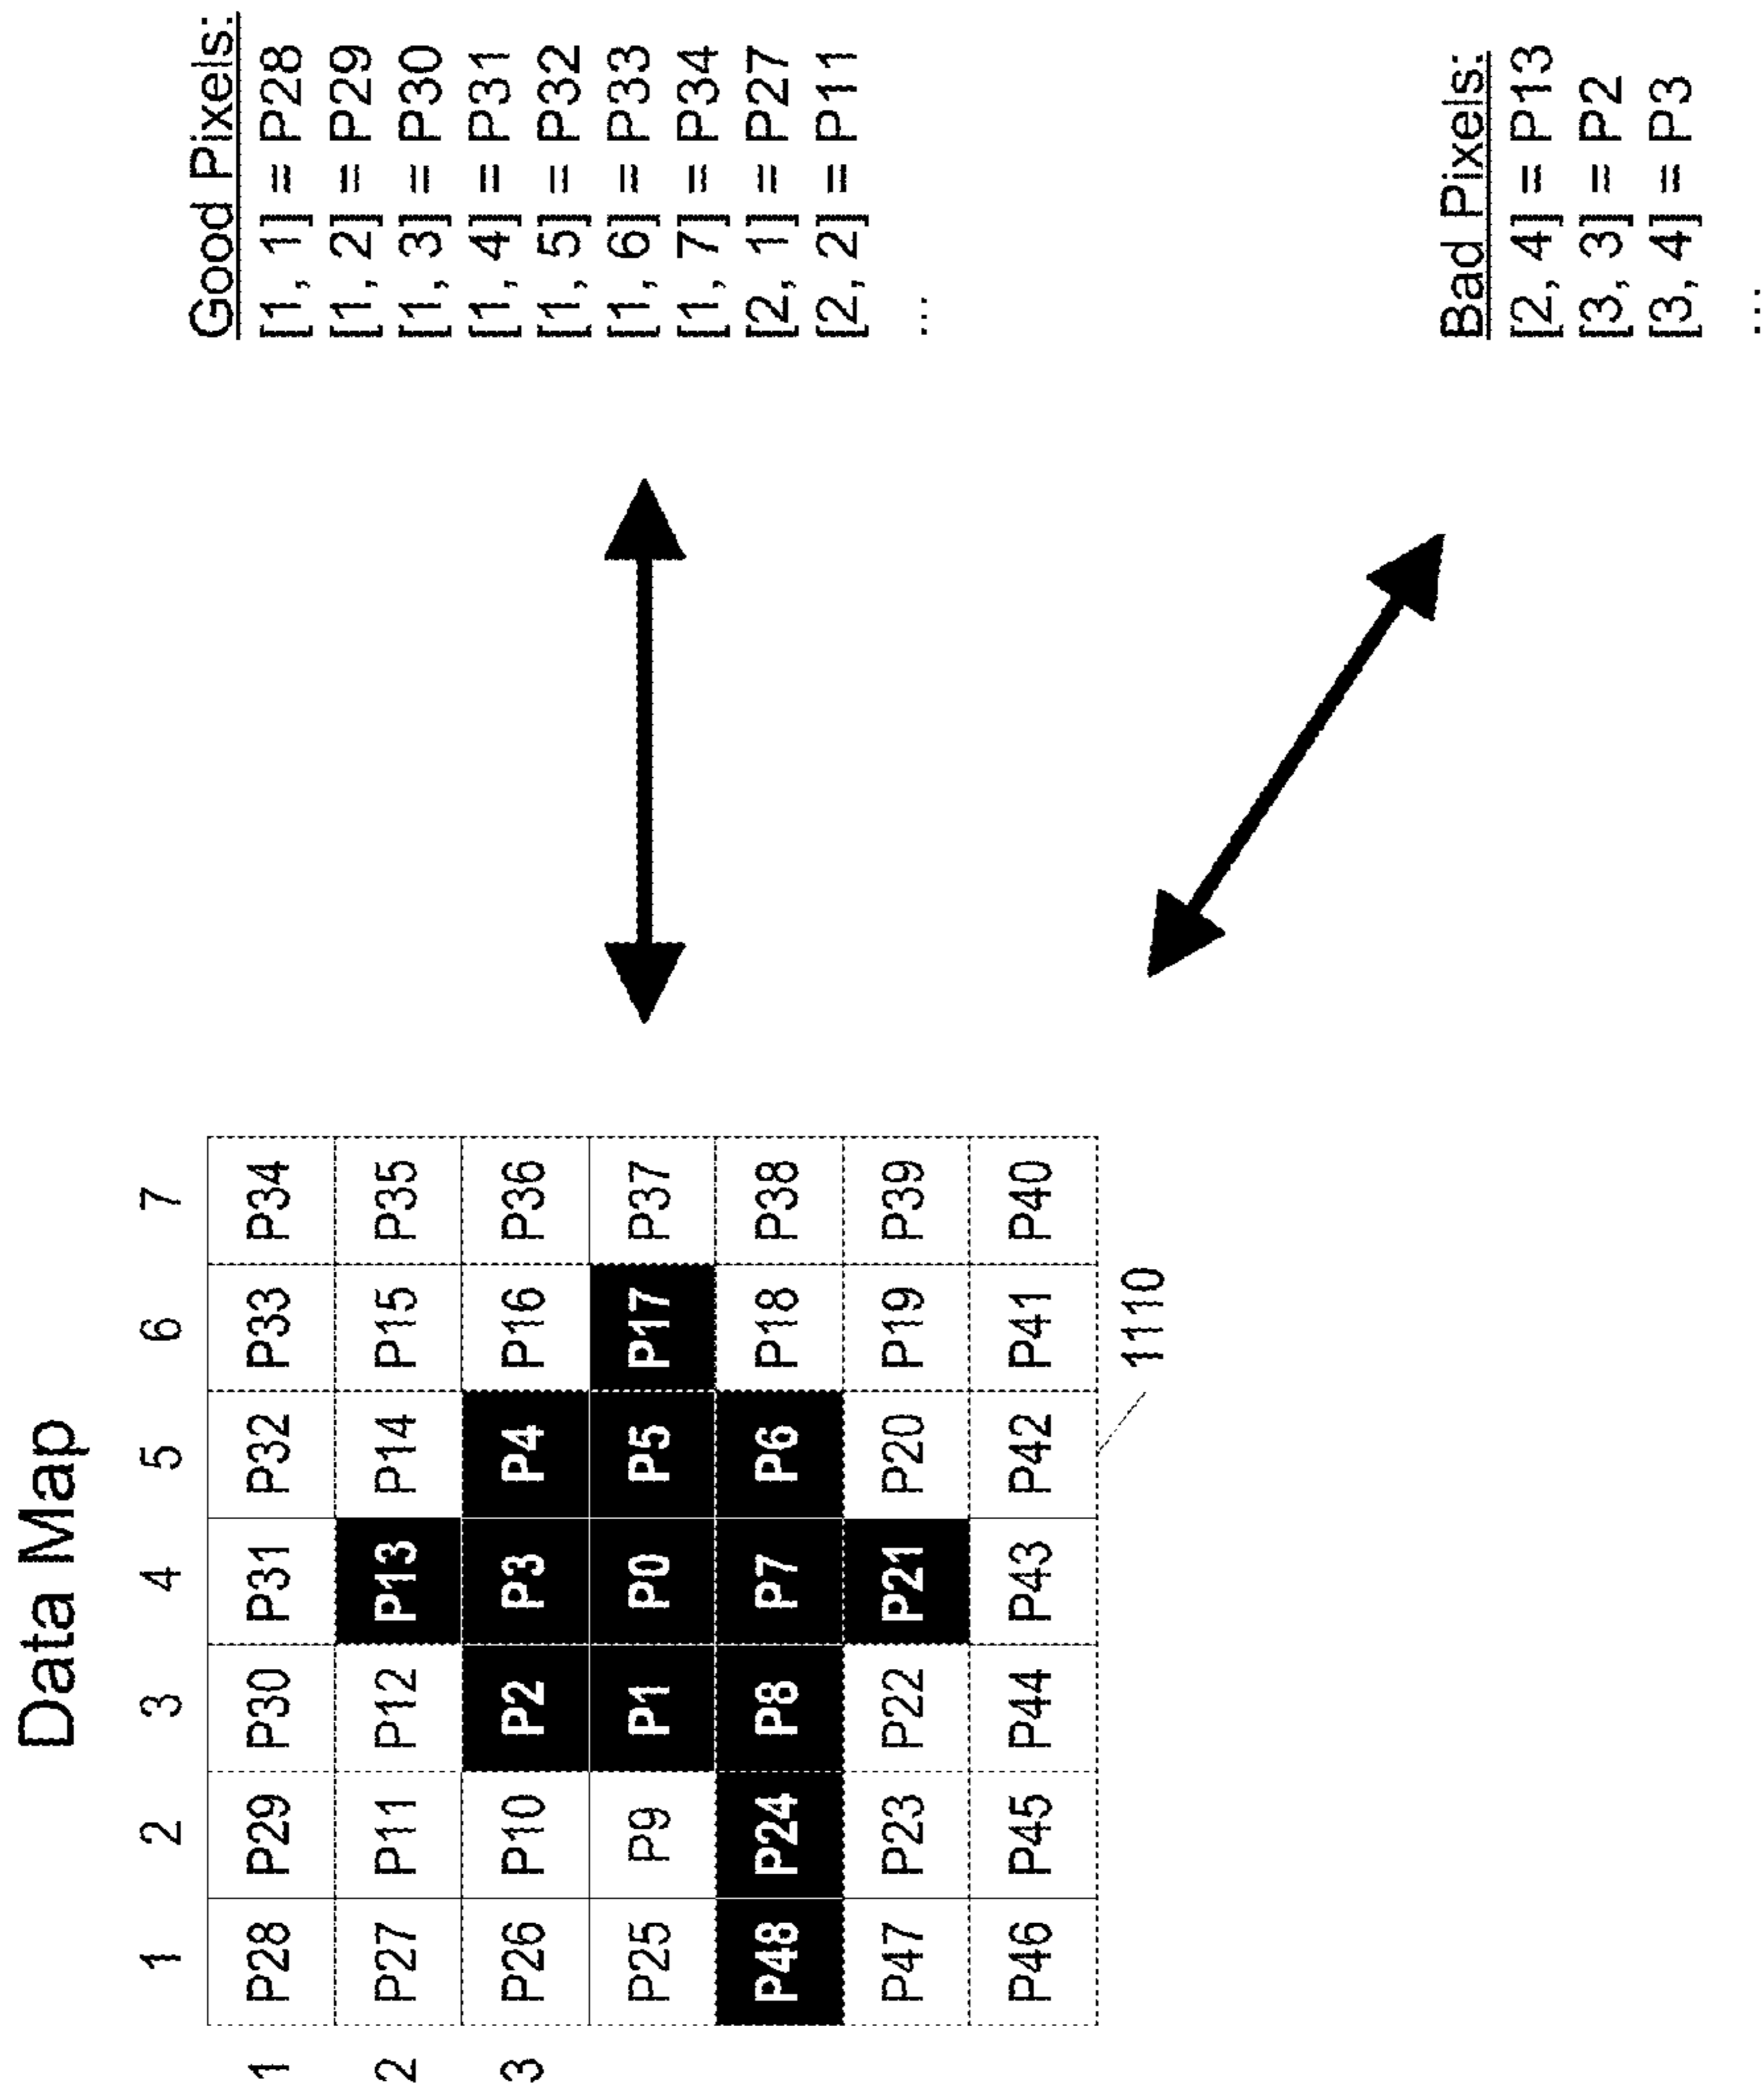 Data Map
1 2 3 4 5 6 7
1 P28 P29 P30 P31 P32 P33 P34
2 P27 P11 P12 P13 P14 P15 P35
3 P26 P10 P2 P3 P4 P16 P36
P25 P9 P1 P0 P5 P17 P37
P48 P24 P8 P7 P6 P18 P38
P47 P23 P22 P21 P20 P19 P39
P46 P45 P44 P43 P42 P41 P40
1110
Good Pixels:
[1, 1] = P28
[1, 2] = P29
[1, 3] = P30
[1, 4] = P31
[1, 5] = P32
[1, 6] = P33
[1, 7] = P34
[2, 1] = P27
[2, 2] = P11
...
Bad Pixels:
[2, 4] = P13
[3, 3] = P2
[3, 4] = P3
...